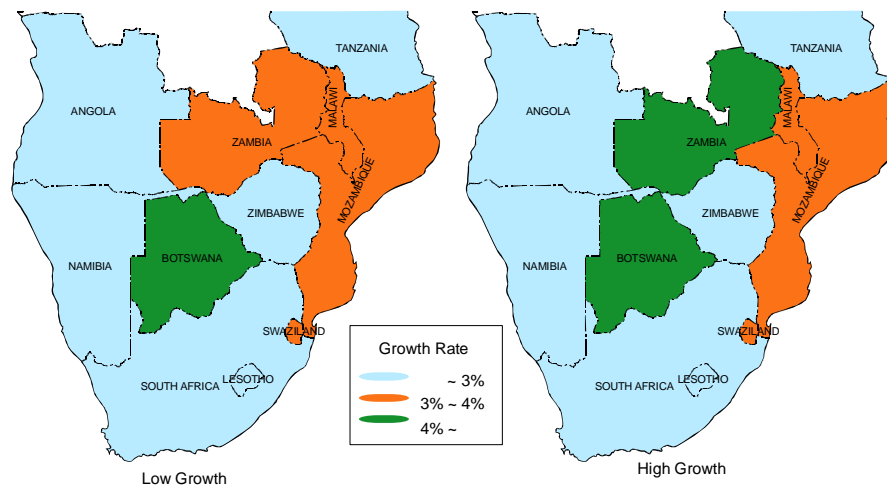 TANZANIA
ANGOLA
MALAWI
ZAMBIA
MOZAMBIQUE
ZIMBABWE
NAMIBIA
BOTSWANA
SWAZILAND
SOUTH AFRICA
LESOTHO
Low Growth
Growth Rate
~ 3%
3% ~ 4%
4% ~
TANZANIA
ANGOLA
MALAWI
ZAMBIA
MOZAMBIQUE
ZIMBABWE
NAMIBIA
BOTSWANA
SWAZILAND
SOUTH AFRICA
LESOTHO
High Growth